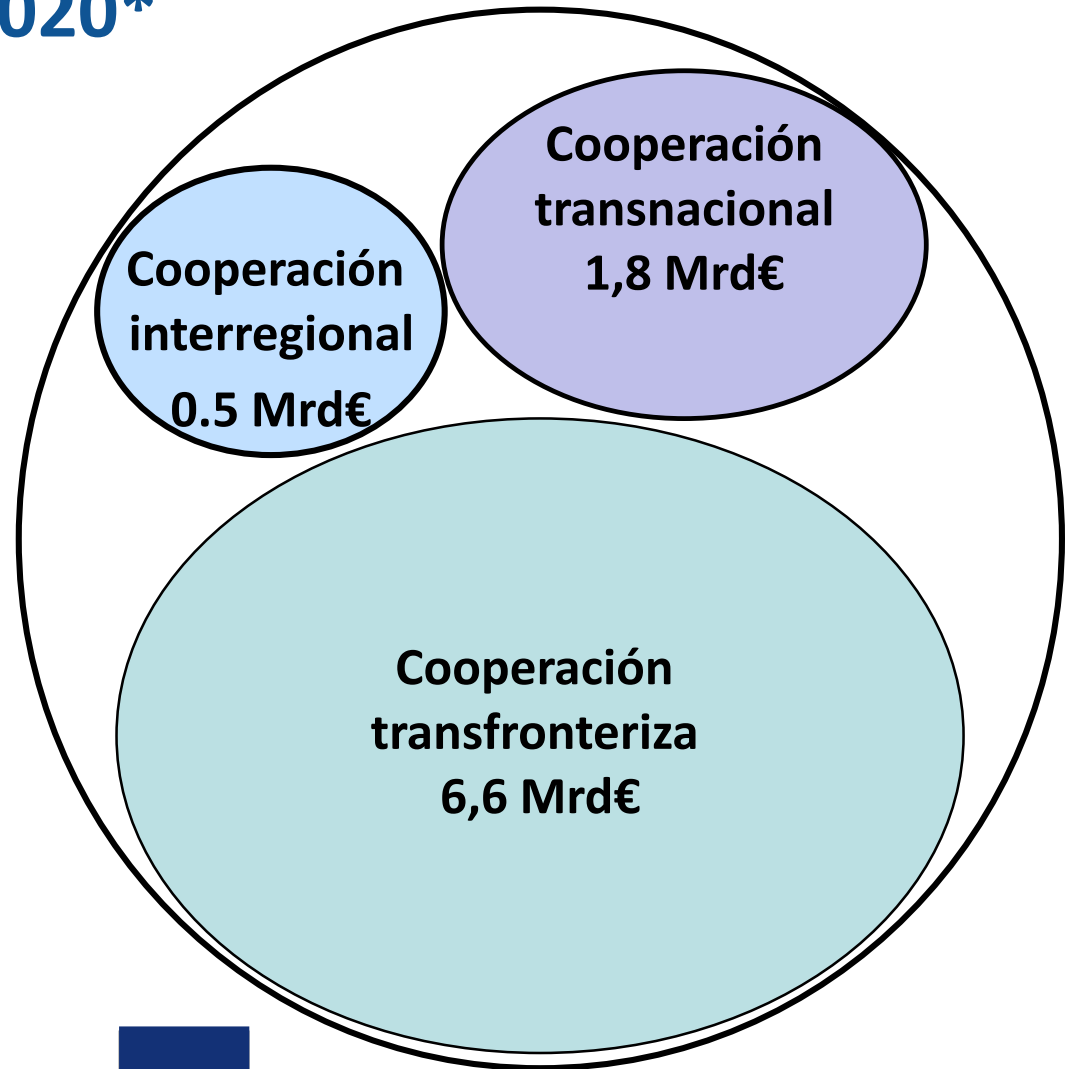 020*
Cooperación
transnacional
1,8 Mrd€
Cooperación
interregional
0.5 Mrd€
Cooperación
transfronteriza
6,6 Mrd€